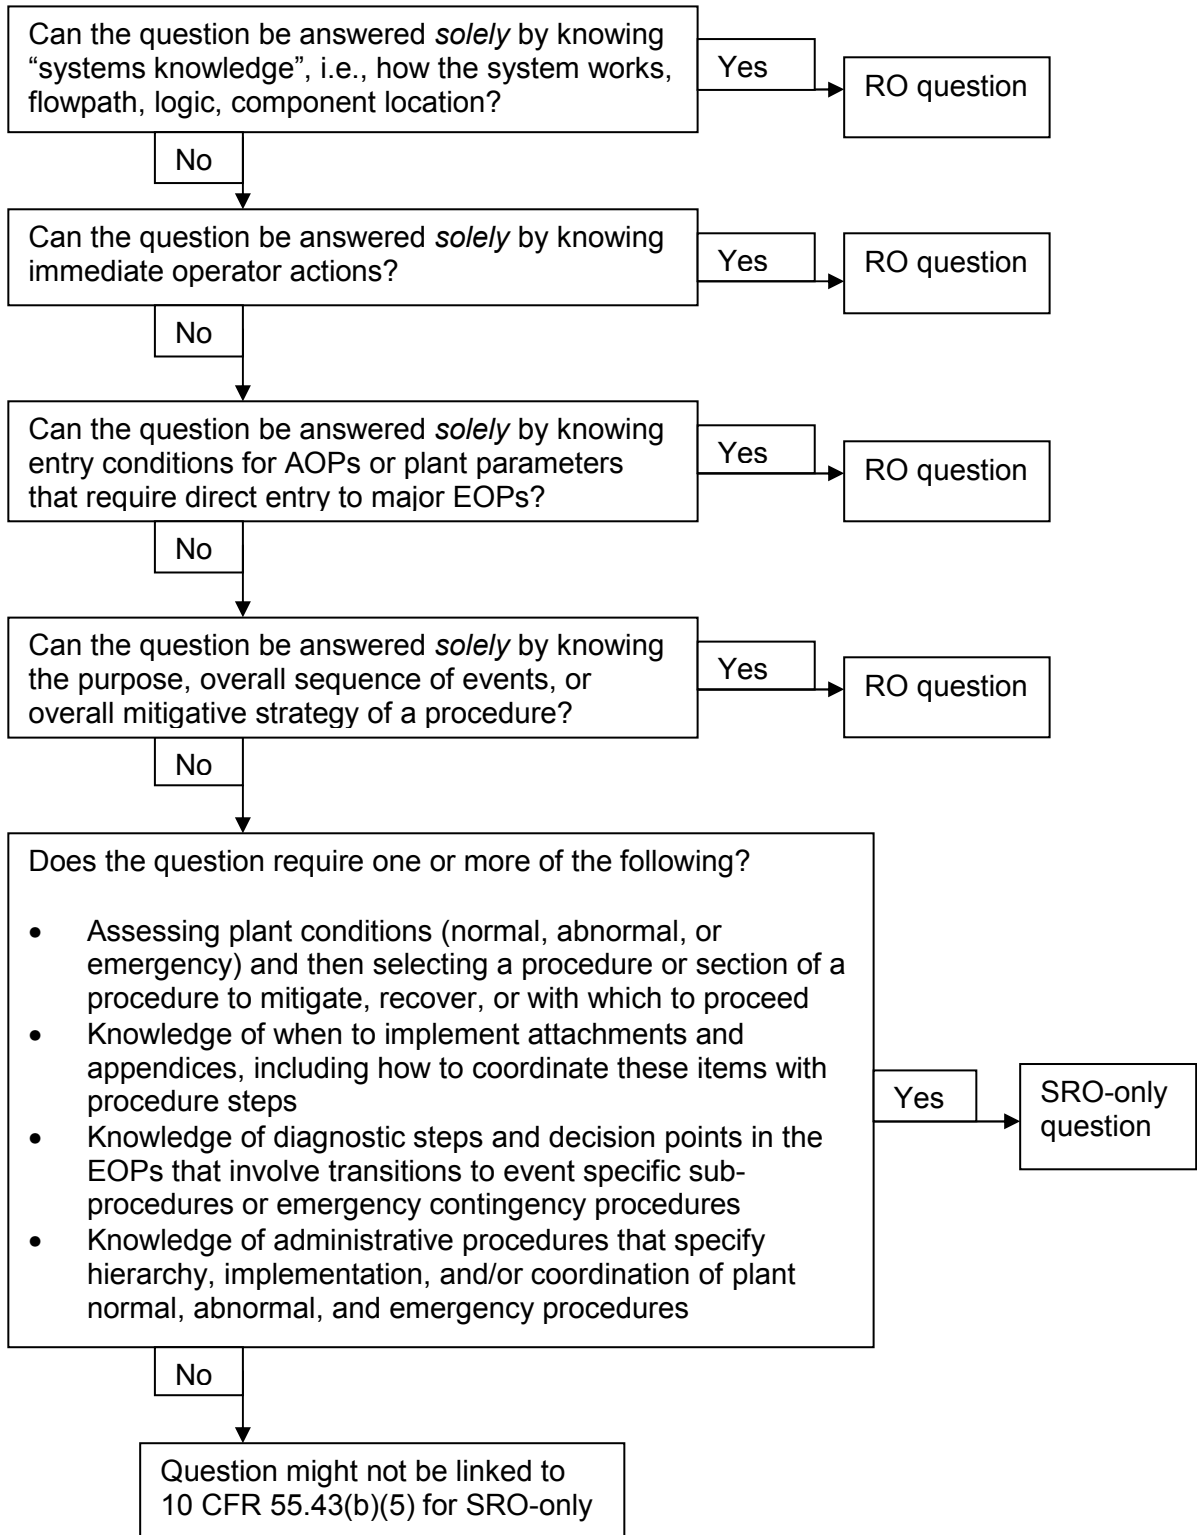 Can the question be answered solely by knowing
“systems knowledge”, i.e., how the system works,
flowpath, logic, component location?
Yes
RO question
No
Can the question be answered solely by knowing
immediate operator actions?
Yes
RO question
No
Can the question be answered solely by knowing
entry conditions for AOPs or plant parameters
that require direct entry to major EOPs?
Yes
RO question
No
Can the question be answered solely by knowing
the purpose, overall sequence of events, or
overall mitigative strategy of a procedure?
Yes
RO question
No
Does the question require one or more of the following?
• Assessing plant conditions (normal, abnormal, or
emergency) and then selecting a procedure or section of a
procedure to mitigate, recover, or with which to proceed
• Knowledge of when to implement attachments and
appendices, including how to coordinate these items with
procedure steps
• Knowledge of diagnostic steps and decision points in the
EOPs that involve transitions to event specific sub-
procedures or emergency contingency procedures
• Knowledge of administrative procedures that specify
hierarchy, implementation, and/or coordination of plant
normal, abnormal, and emergency procedures
Yes
SRO-only
question
No
Question might not be linked to
10 CFR 55.43(b)(5) for SRO-only